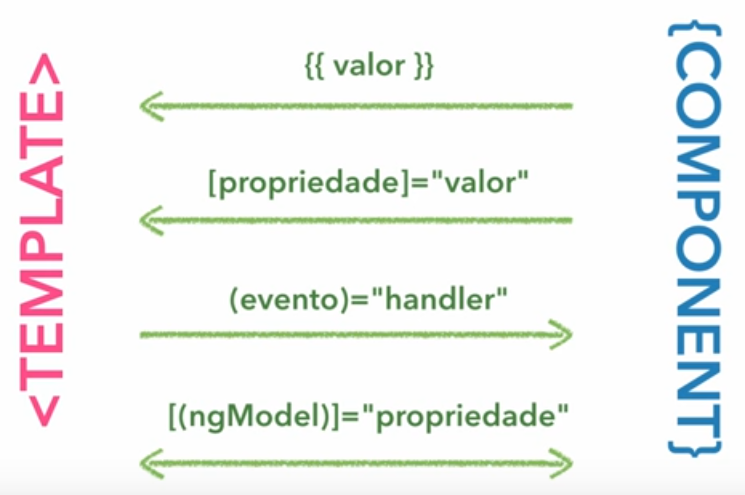 <TEMPLATE>
{{ valor }}
[propriedade]="valor"
(evento)="handler"
[(ngModel)]="propriedade"
{COMPONENT}